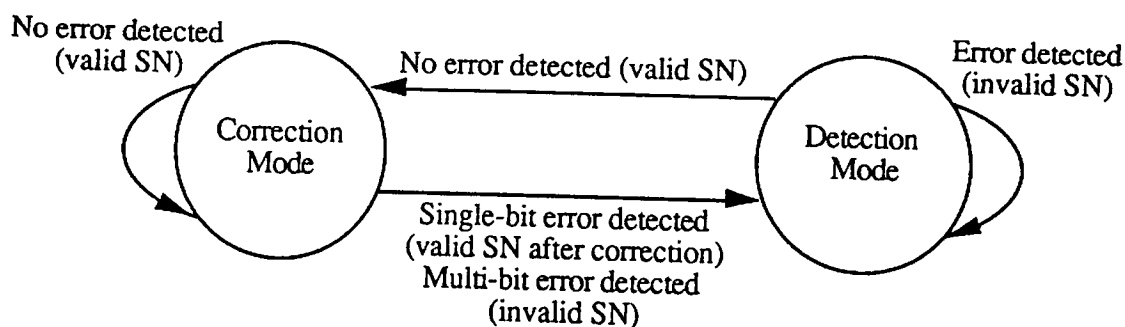 No error detected
(valid SN)
No error detected (valid SN)
Error detected
(invalid SN)
Correction
Mode
Detection
Mode
Single-bit error detected
(valid SN after correction)
Multi-bit error detected
(invalid SN)